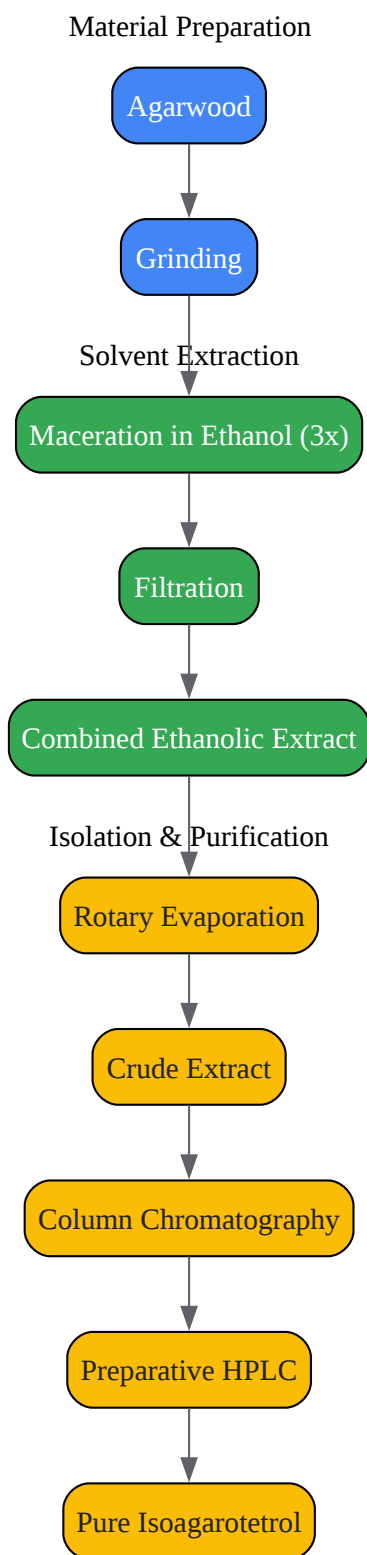 Material Preparation
Agarwood
Grinding
Solvent Extraction
Maceration in Ethanol (3x)
Filtration
Combined Ethanolic Extract
Isolation & Purification
Rotary Evaporation
Crude Extract
Column Chromatography
Preparative HPLC
Pure Isoagarotetrol